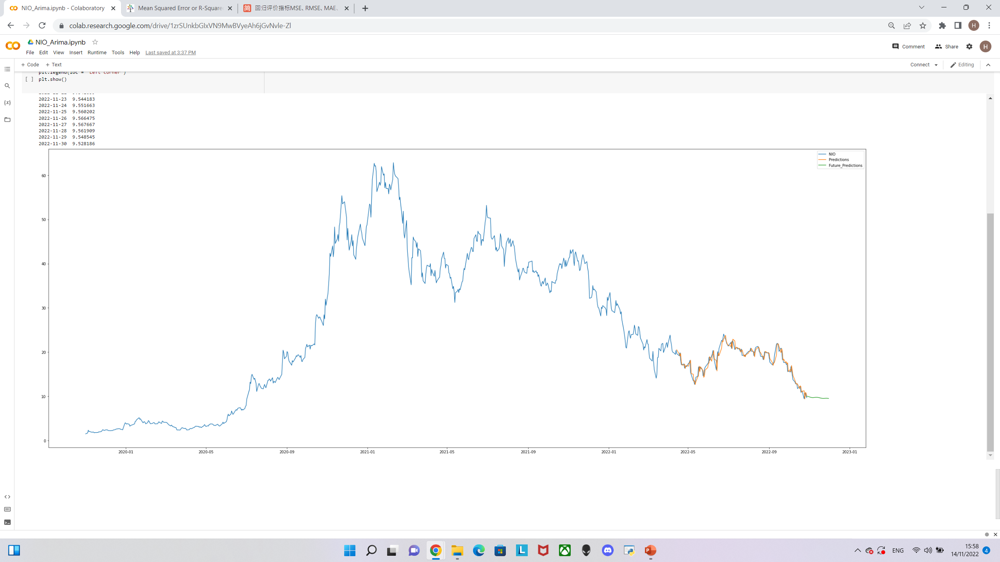 NIO_Arima.ipynb - Colaboratory
Mean Squared Error or R-Square
回归评价指标MSE、RMSE、MAE、
colab.research.google.com/drive/1zrSUnkbGIxVN9MwBVyeAh6jGvNvle-Zl
H
NIO_Arima.ipynb
File Edit View Insert Runtime Tools Help Last saved at 3:37 PM
Comment Share H
+ Code + Text
Connect Editing
plt.legend(loc = 'Left corner')
[ ] plt.show()
2022-11-23 9.544183
2022-11-24 9.551663
2022-11-25 9.560202
2022-11-26 9.566475
2022-11-27 9.567667
2022-11-28 9.561909
2022-11-29 9.548545
2022-11-30 9.528186
NIO
Predictions
Future_Predictions
60
50
40
30
20
10
0
2020-01 2020-05 2020-09 2021-01 2021-05 2021-09 2022-01 2022-05 2022-09 2023-01
ENG
15:58
14/11/2022
4